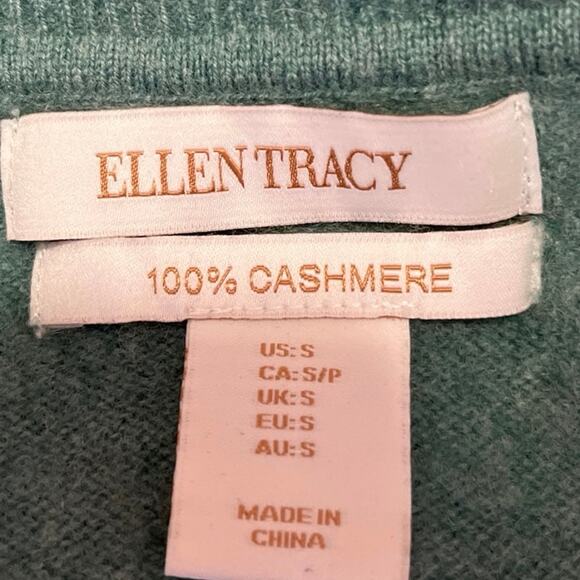 ELLEN TRACY
100% CASHMERE
US: S
CA: S/P
UK: S
EU: S
AU: S
MADE IN
CHINA